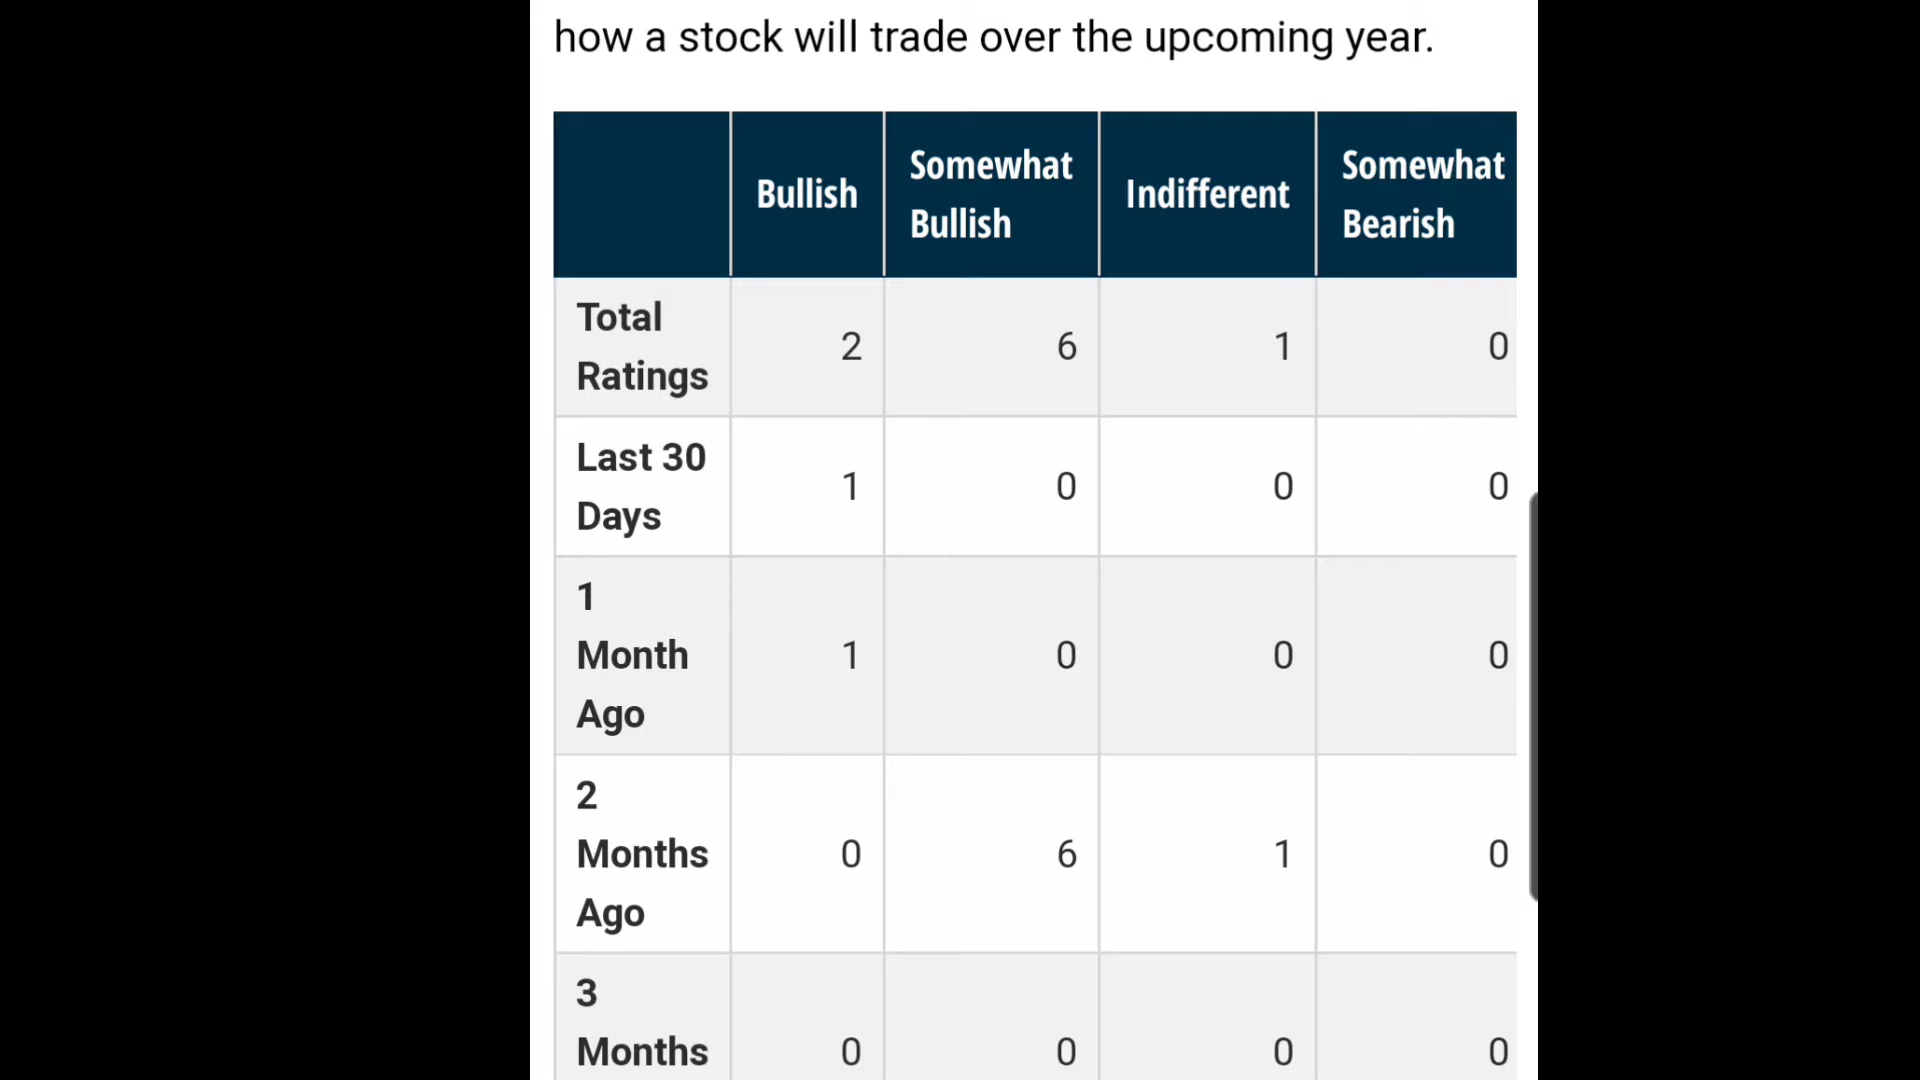 how a stock will trade over the upcoming year.
Bullish
Somewhat
Bullish
Indifferent
Somewhat
Bearish
Total
Ratings
2 6 1 0
Last 30
Days
1 0 0 0
1
Month
Ago
1 0 0 0
2
Months
Ago
0 6 1 0
3
Months
0 0 0 0